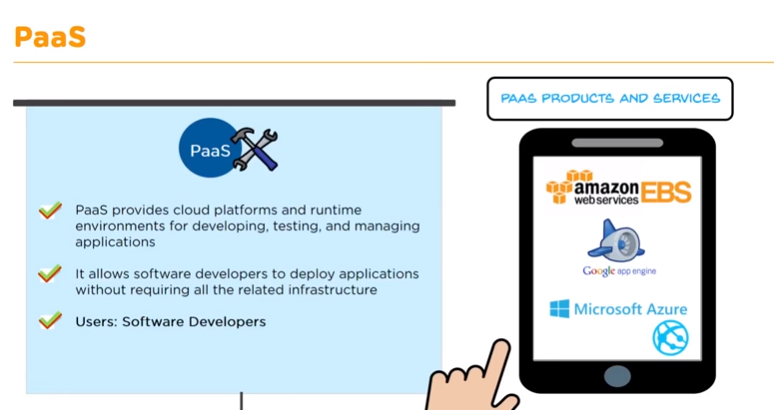 PaaS
PAAS PRODUCTS AND SERVICES
PaaS
PaaS provides cloud platforms and runtime
environments for developing, testing, and managing
applications
It allows software developers to deploy applications
without requiring all the related infrastructure
Users: Software Developers
amazon
web services
EBS
Google app engine
Microsoft Azure